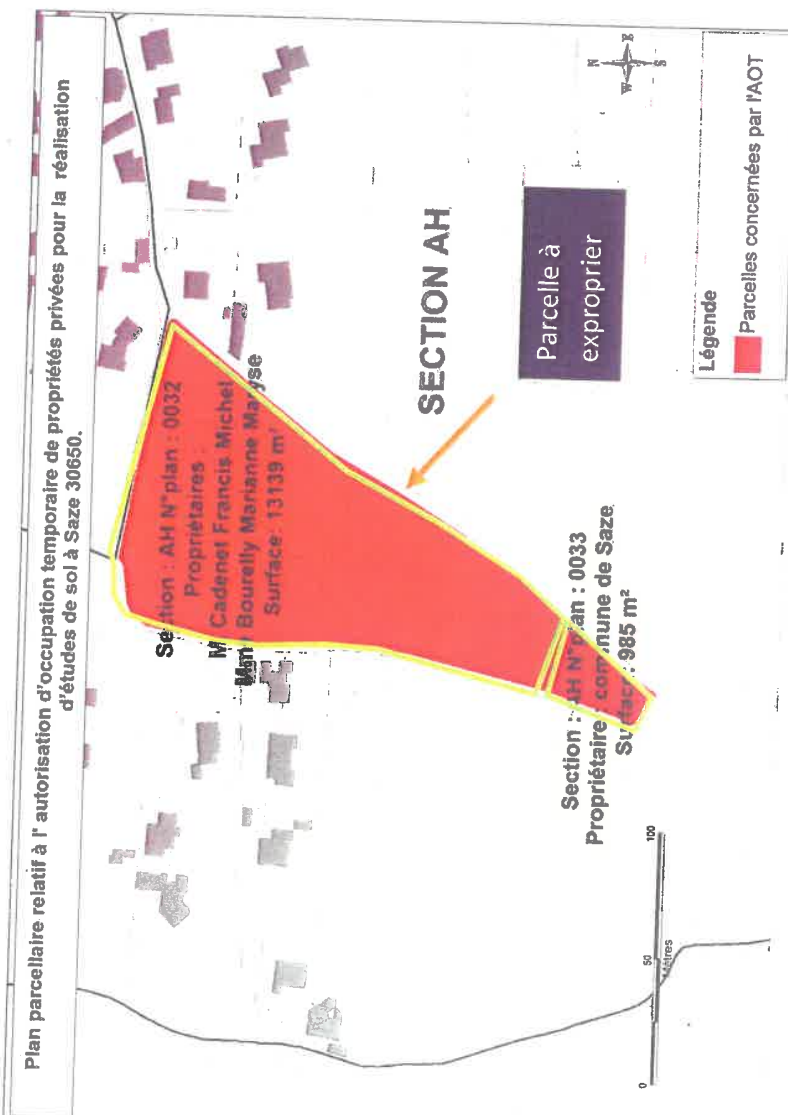 Plan parcellaire relatif à l' autorisation d'occupation temporaire de propriétés privées pour la réalisation
d'études de sol à Saze 30650.
Section : AH N°plan : 0032
Propriétaires :
M Cadenet Francis Michel
Mme Bourelly Marianne Maryse
Surface: 13139 m²
SECTION AH
Parcelle à
exproprier
Section : AH N°plan : 0033
Propriétaire : commune de Saze
Surface : 985 m²
N
W E
S
Légende
Parcelles concernées par l'AOT
0 50 100
Mètres